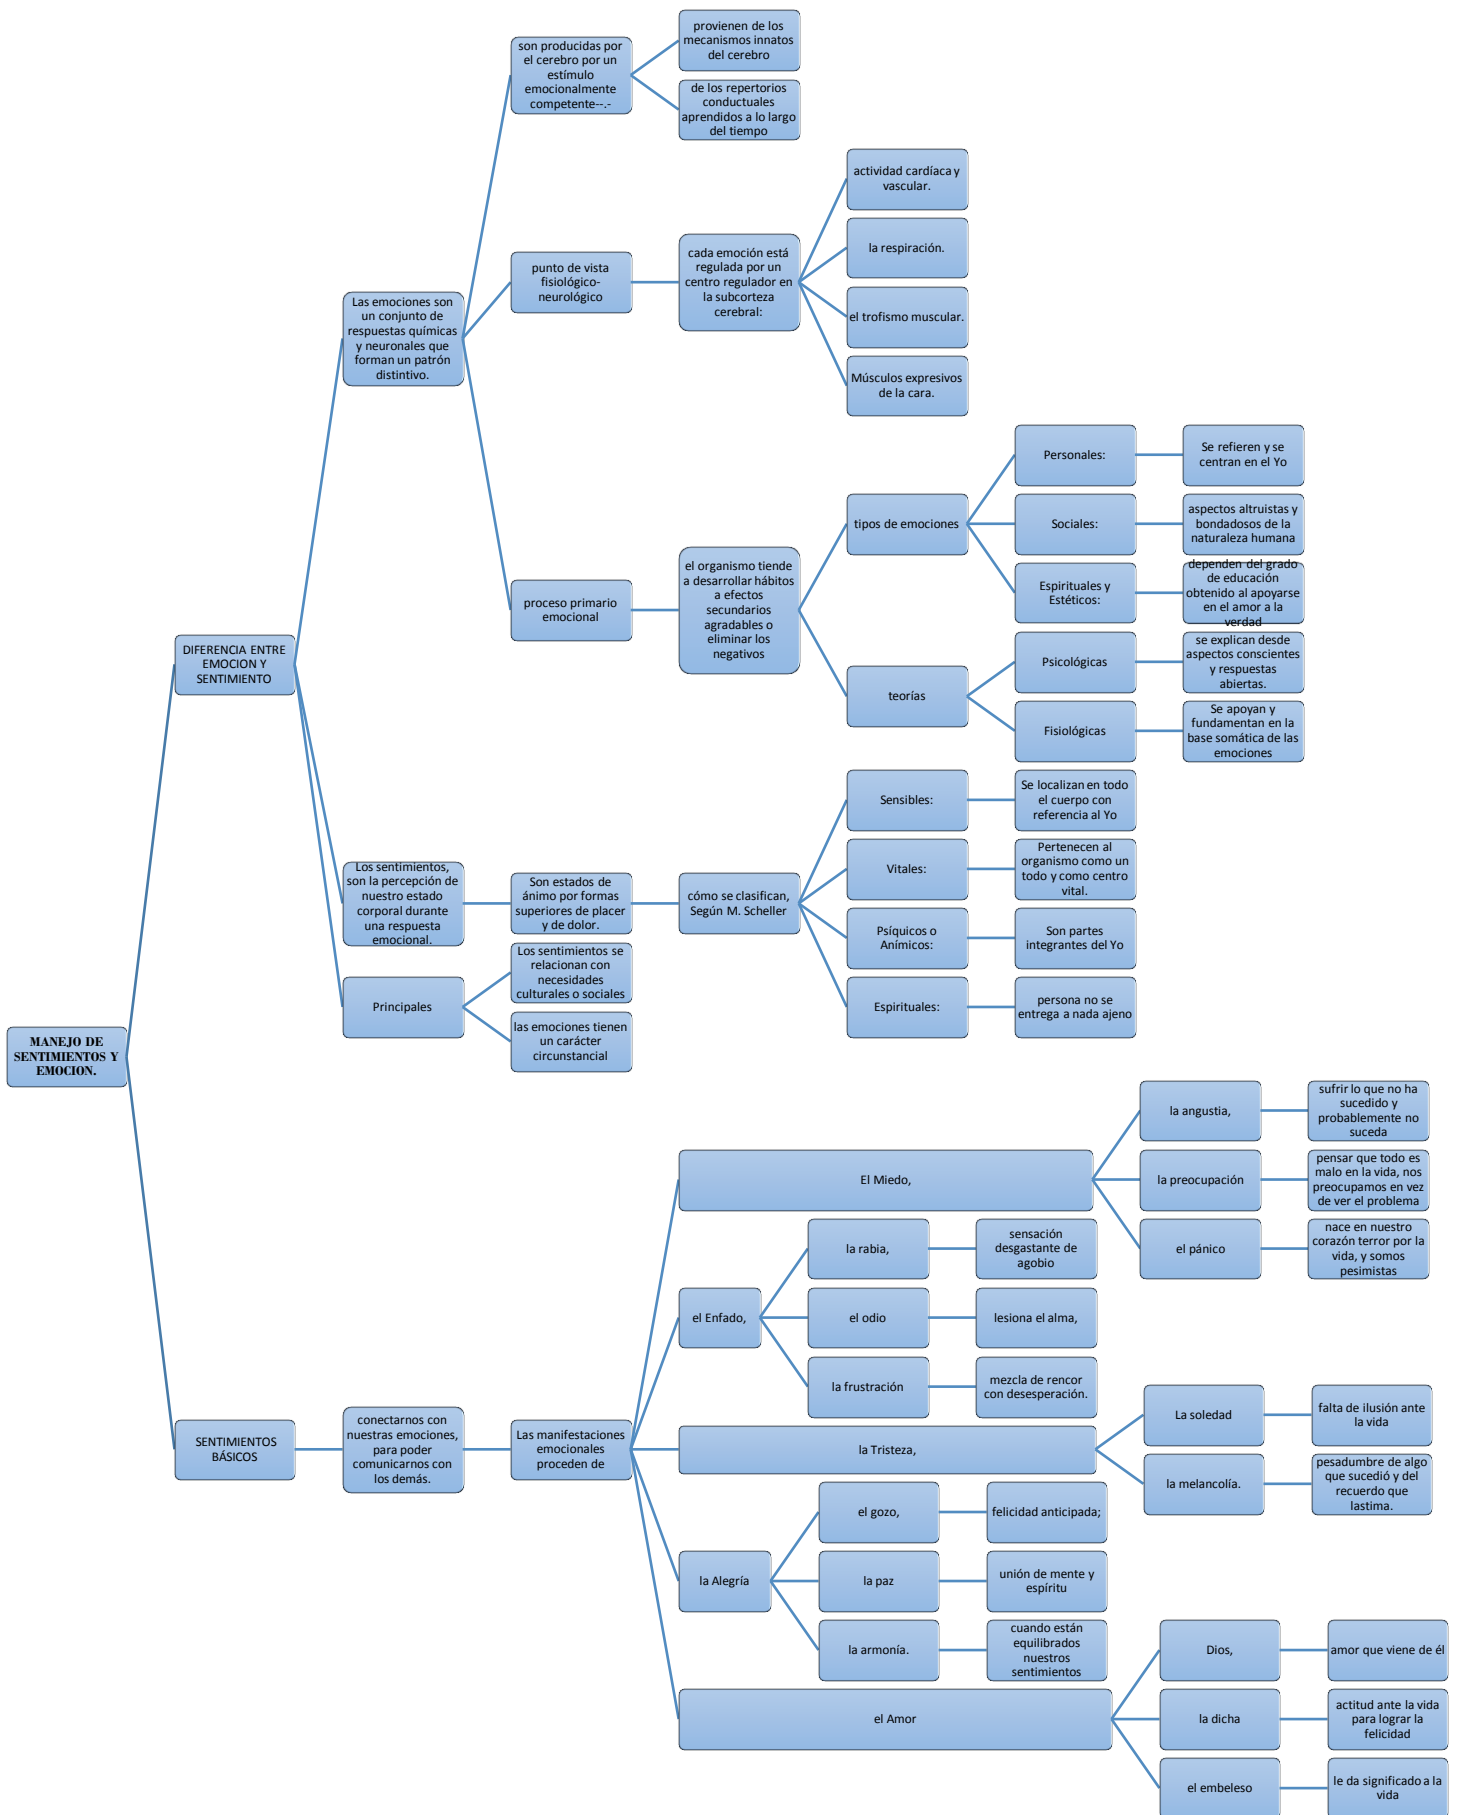 MANEJO DE
SENTIMIENTOS Y
EMOCION.
DIFERENCIA ENTRE
EMOCION Y
SENTIMIENTO
Las emociones son
un conjunto de
respuestas químicas
y neuronales que
forman un patrón
distintivo.
son producidas por
el cerebro por un
estímulo
emocionalmente
competente--.-
provienen de los
mecanismos innatos
del cerebro
de los repertorios
conductuales
aprendidos a lo largo
del tiempo
punto de vista
fisiológico-
neurológico
cada emoción está
regulada por un
centro regulador en
la subcorteza
cerebral:
actividad cardíaca y
vascular.
la respiración.
el trofismo muscular.
Músculos expresivos
de la cara.
proceso primario
emocional
el organismo tiende
a desarrollar hábitos
a efectos
secundarios
agradables o
eliminar los
negativos
tipos de emociones
Personales:
Se refieren y se
centran en el Yo
Sociales:
aspectos altruistas y
bondadosos de la
naturaleza humana
Espirituales y
Estéticos:
dependen del grado
de educación
obtenido al apoyarse
en el amor a la
verdad
teorías
Psicológicas
se explican desde
aspectos conscientes
y respuestas
abiertas.
Fisiológicas
Se apoyan y
fundamentan en la
base somática de las
emociones
Los sentimientos,
son la percepción de
nuestro estado
corporal durante
una respuesta
emocional.
Son estados de
ánimo por formas
superiores de placer
y de dolor.
cómo se clasifican,
Según M. Scheller
Sensibles:
Se localizan en todo
el cuerpo con
referencia al Yo
Vitales:
Pertenecen al
organismo como un
todo y como centro
vital.
Psíquicos o
Anímicos:
Son partes
integrantes del Yo
Espirituales:
persona no se
entrega a nada ajeno
Principales
Los sentimientos se
relacionan con
necesidades
culturales o sociales
las emociones tienen
un carácter
circunstancial
SENTIMIENTOS
BÁSICOS
conectarnos con
nuestras emociones,
para poder
comunicarnos con
los demás.
Las manifestaciones
emocionales
proceden de
El Miedo,
la angustia,
sufrir lo que no ha
sucedido y
probablemente no
suceda
la preocupación
pensar que todo es
malo en la vida, nos
preocupamos en vez
de ver el problema
el pánico
nace en nuestro
corazón terror por la
vida, y somos
pesimistas
el Enfado,
la rabia,
sensación
desgastante de
agobio
el odio
lesiona el alma,
la frustración
mezcla de rencor
con desesperación.
la Tristeza,
La soledad
falta de ilusión ante
la vida
la melancolía.
pesadumbre de algo
que sucedió y del
recuerdo que
lastima.
la Alegría
el gozo,
felicidad anticipada;
la paz
unión de mente y
espíritu
la armonía.
cuando están
equilibrados
nuestros
sentimientos
el Amor
Dios,
amor que viene de él
la dicha
actitud ante la vida
para lograr la
felicidad
el embeleso
le da significado a la
vida